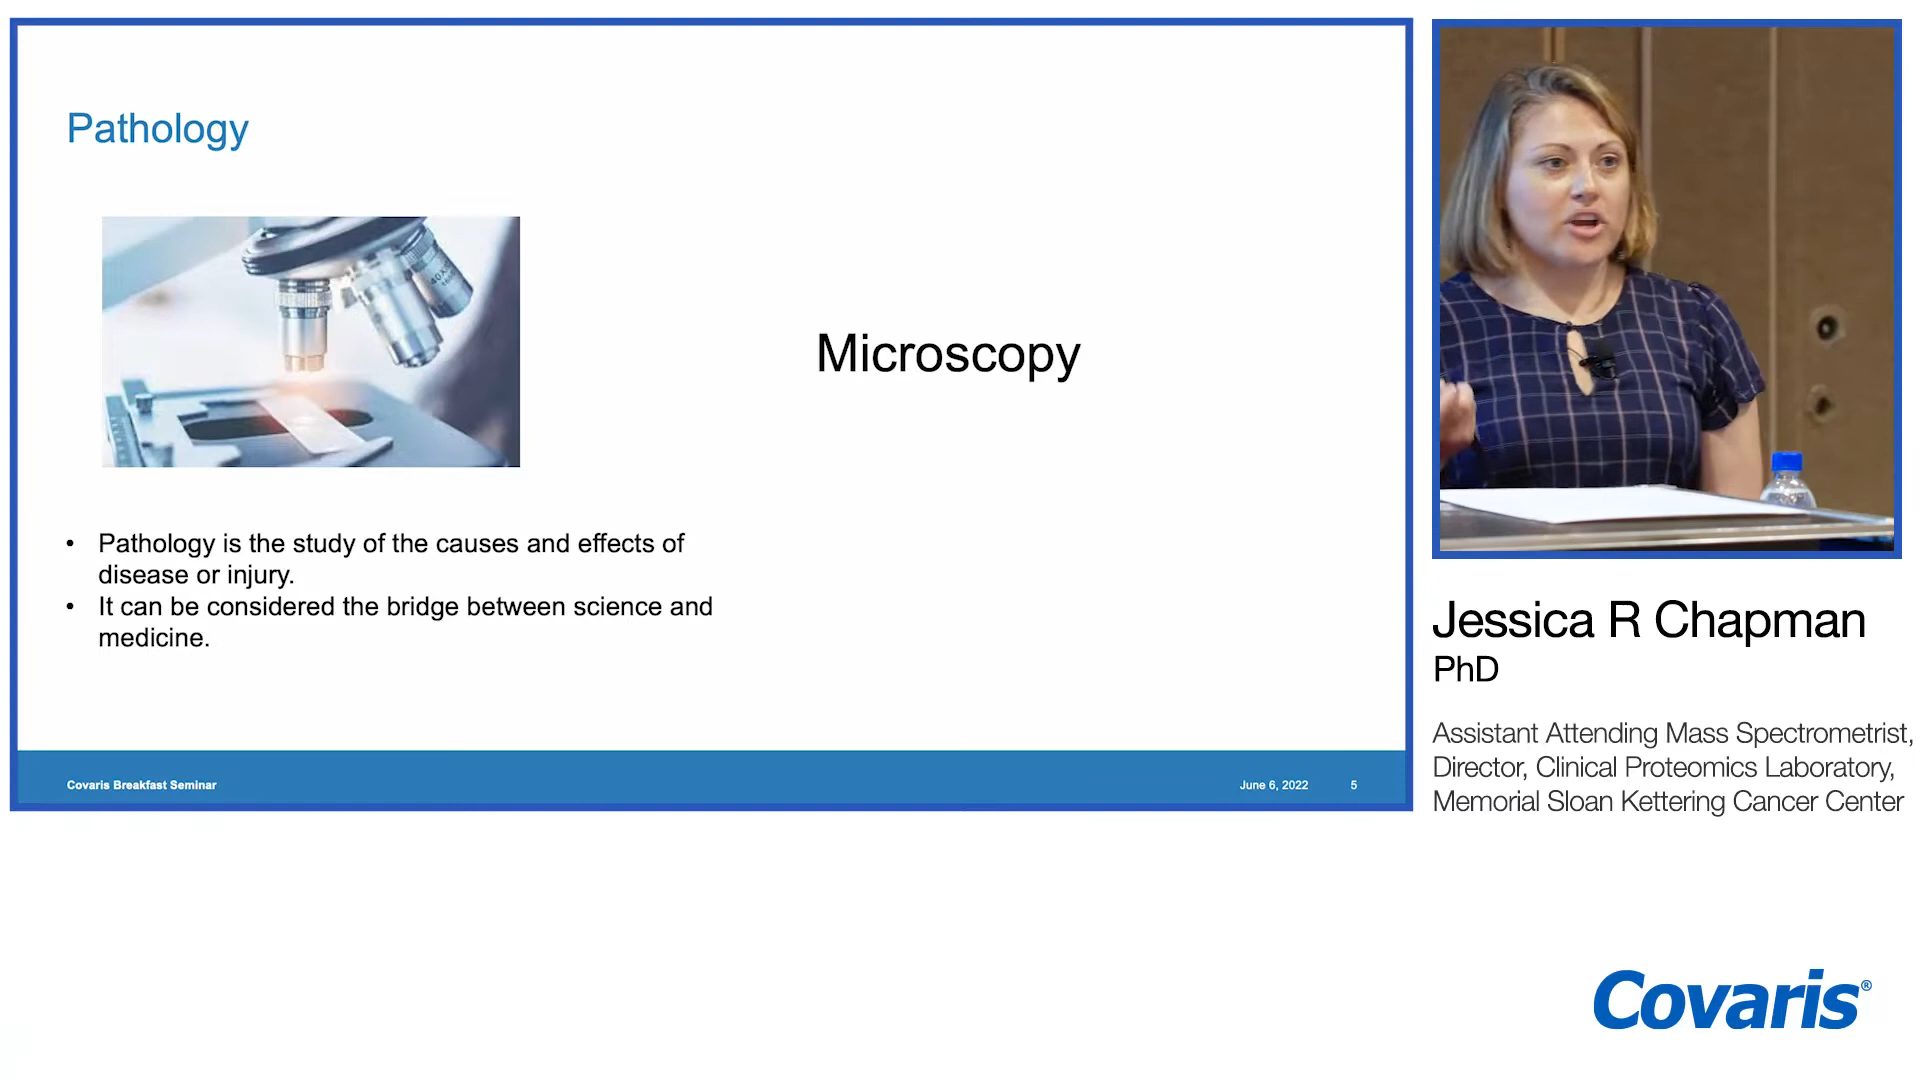 Pathology
40X
Microscopy
• Pathology is the study of the causes and effects of
disease or injury.
• It can be considered the bridge between science and
medicine.
Covaris Breakfast Seminar
June 6, 2022
5
Jessica R Chapman
PhD
Assistant Attending Mass Spectrometrist,
Director, Clinical Proteomics Laboratory,
Memorial Sloan Kettering Cancer Center
Covaris®